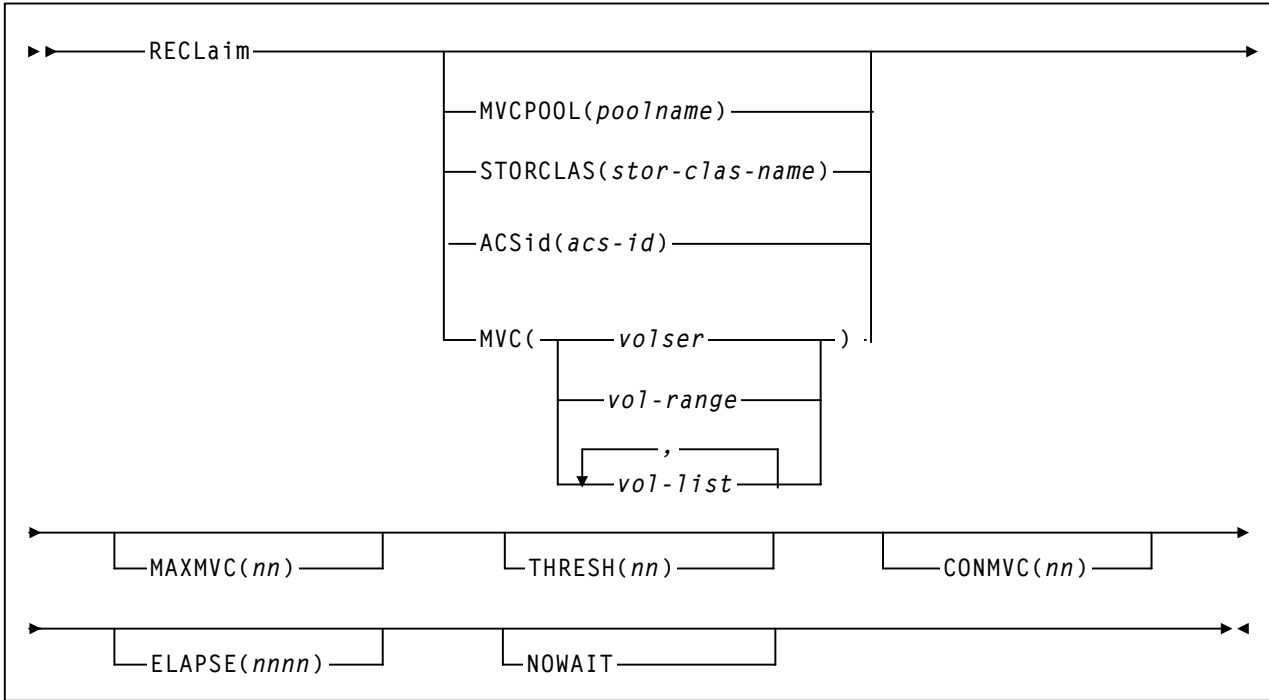 RECLaim
MVCPOOL(poolname)
STORCLAS(stor-clas-name)
ACSid(acs-id)
MVC( volser )
vol-range
,
vol-list
MAXMVC(nn) THRESH(nn) CONMVC(nn)
ELAPSE(nnnn) NOWAIT